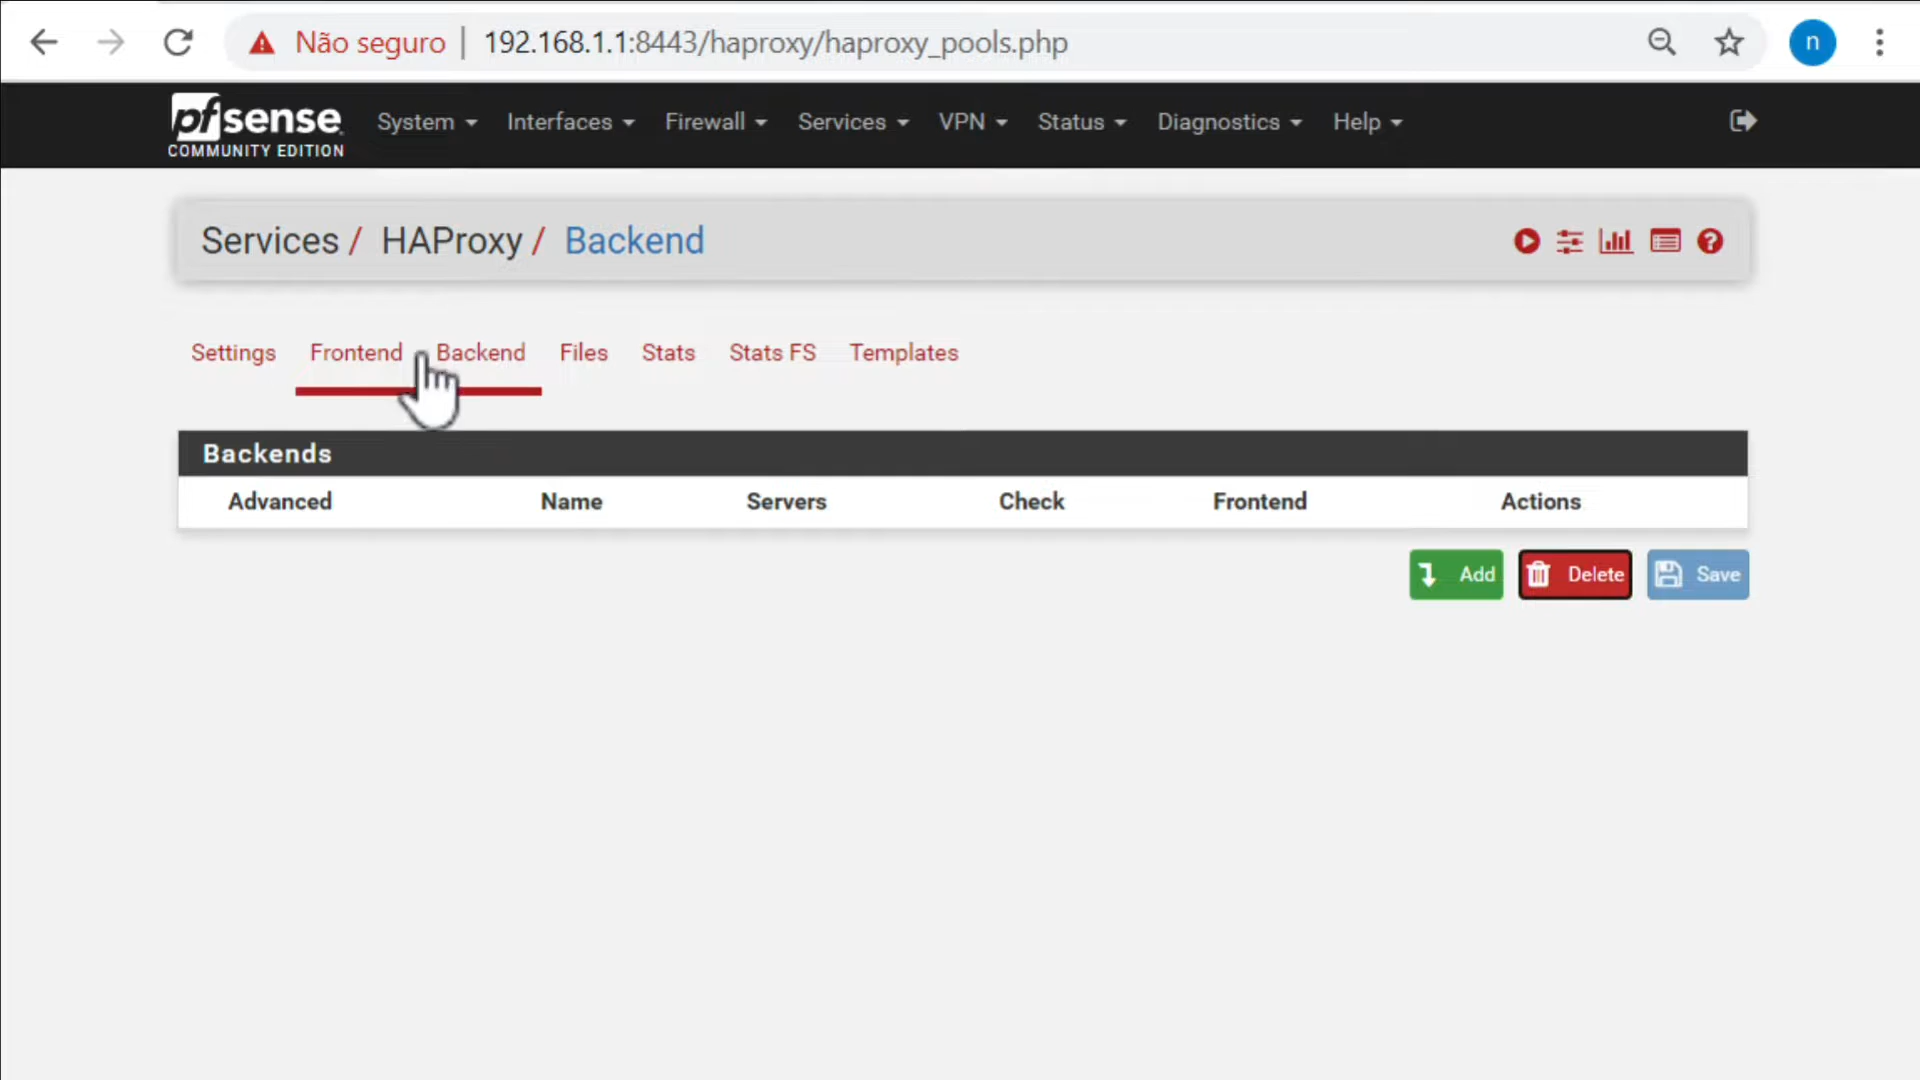 Não seguro | 192.168.1.1:8443/haproxy/haproxy_pools.php n
pfsense COMMUNITY EDITION
System Interfaces Firewall Services VPN Status Diagnostics Help
Services / HAProxy / Backend
Settings Frontend Backend Files Stats Stats FS Templates
Backends
Advanced Name Servers Check Frontend Actions
Add Delete Save